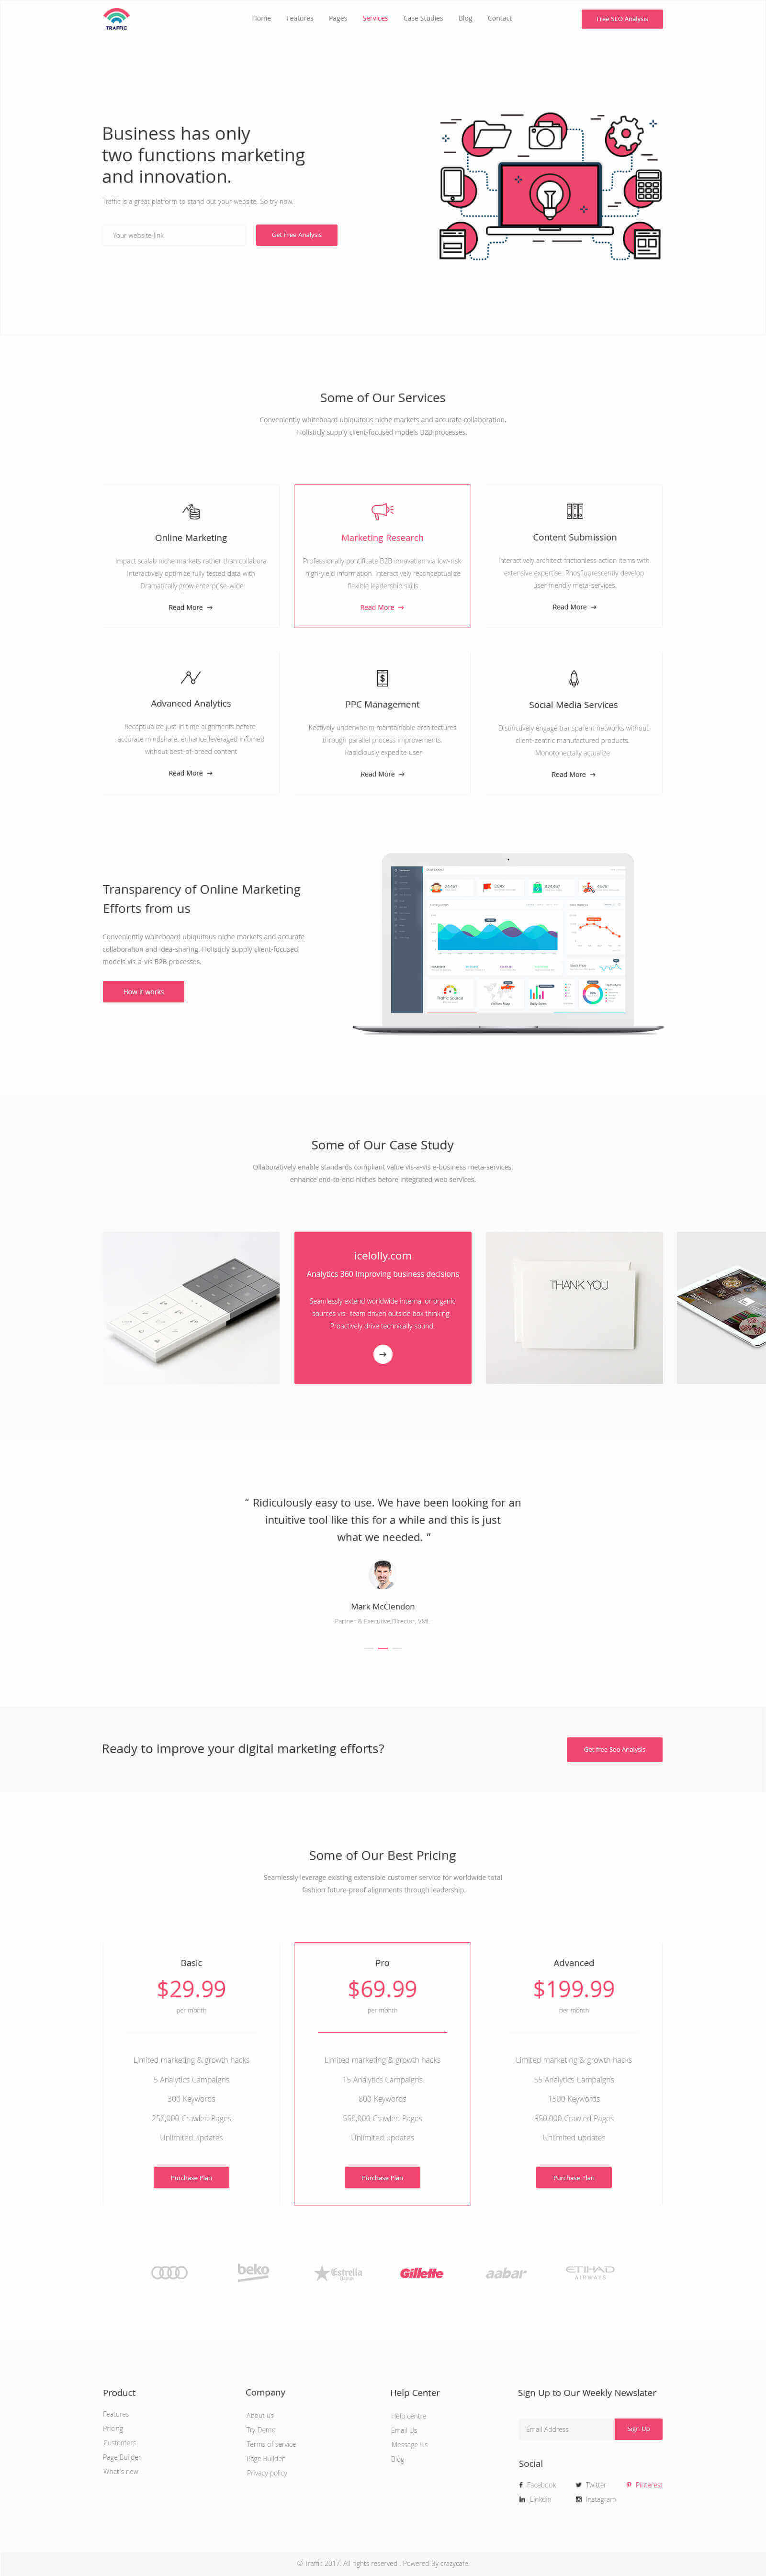 TRAFFIC
Home Features Pages Services Case Studies Blog Contact
Free SEO Analysis
Business has only
two functions marketing
and innovation.
Traffic is a great platform to stand out your website. So try now.
Your website link
Get Free Analysis
Some of Our Services
Conveniently whiteboard ubiquitous niche markets and accurate collaboration.
Holisticly supply client-focused models B2B processes.
Online Marketing
Impact scalab niche markets rather than collabora
interactively optimize fully tested data with
Dramatically grow enterprise-wide
Read More →
Marketing Research
Professionally pontificate B2B innovation via low-risk
high-yield information. Interactively reconceptualize
flexible leadership skills
Read More →
Content Submission
Interactively architect frictionless action items with
extensive expertise. Phosfluorescently develop
user friendly meta-services.
Read More →
Advanced Analytics
Recaptiualize just in time alignments before
accurate mindshare. enhance leveraged infomed
without best-of-breed content
Read More →
PPC Management
Kectively underwhelm maintainable architectures
through parallel process improvements.
Rapidiously expedite user
Read More →
Social Media Services
Distinctively engage transparent networks without
client-centric manufactured products.
Monotonectally actualize
Read More →
Transparency of Online Marketing
Efforts from us
Conveniently whiteboard ubiquitous niche markets and accurate
collaboration and idea-sharing. Holisticly supply client-focused
models vis-a-vis B2B processes.
How it works
Traffic Source
Some of Our Case Study
Ollaboratively enable standards compliant value vis-a-vis e-business meta-services.
enhance end-to-end niches before integrated web services.
icelolly.com
Analytics 360 improving business decisions
Seamlessly extend worldwide internal or organic
sources vis- team driven outside box thinking.
Proactively drive technically sound
→
THANK YOU
“ Ridiculously easy to use. We have been looking for an
intuitive tool like this for a while and this is just
what we needed. ”
Mark McClendon
Partner & Executive Director, VML
Ready to improve your digital marketing efforts?
Get free Seo Analysis
Some of Our Best Pricing
Seamlessly leverage existing extensible customer service for worldwide total
fashion future-proof alignments through leadership.
Basic
$29.99
per month
Limited marketing & growth hacks
5 Analytics Campaigns
300 Keywords
250,000 Crawled Pages
Unlimited updates
Purchase Plan
Pro
$69.99
per month
Limited marketing & growth hacks
15 Analytics Campaigns
800 Keywords
550,000 Crawled Pages
Unlimited updates
Purchase Plan
Advanced
$199.99
per month
Limited marketing & growth hacks
55 Analytics Campaigns
1500 Keywords
950,000 Crawled Pages
Unlimited updates
Purchase Plan
beko
Estrella
Gillette
aabar
ETIHAD
AIRWAYS
Product
Features
Pricing
Customers
Page Builder
What's new
Company
About us
Try Demo
Terms of service
Page Builder
Privacy policy
Help Center
Help centre
Email Us
Message Us
Blog
Sign Up to Our Weekly Newslater
Email Address
Sign Up
Social
Facebook Twitter Pinterest
Linkdin Instagram
© Traffic 2017. All rights reserved . Powered By crazycafe.